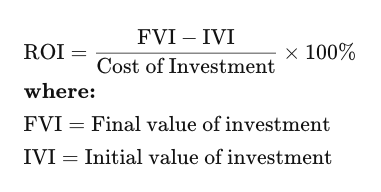 ROI = FVI − IVI / Cost of Investment × 100%
where:
FVI = Final value of investment
IVI = Initial value of investment